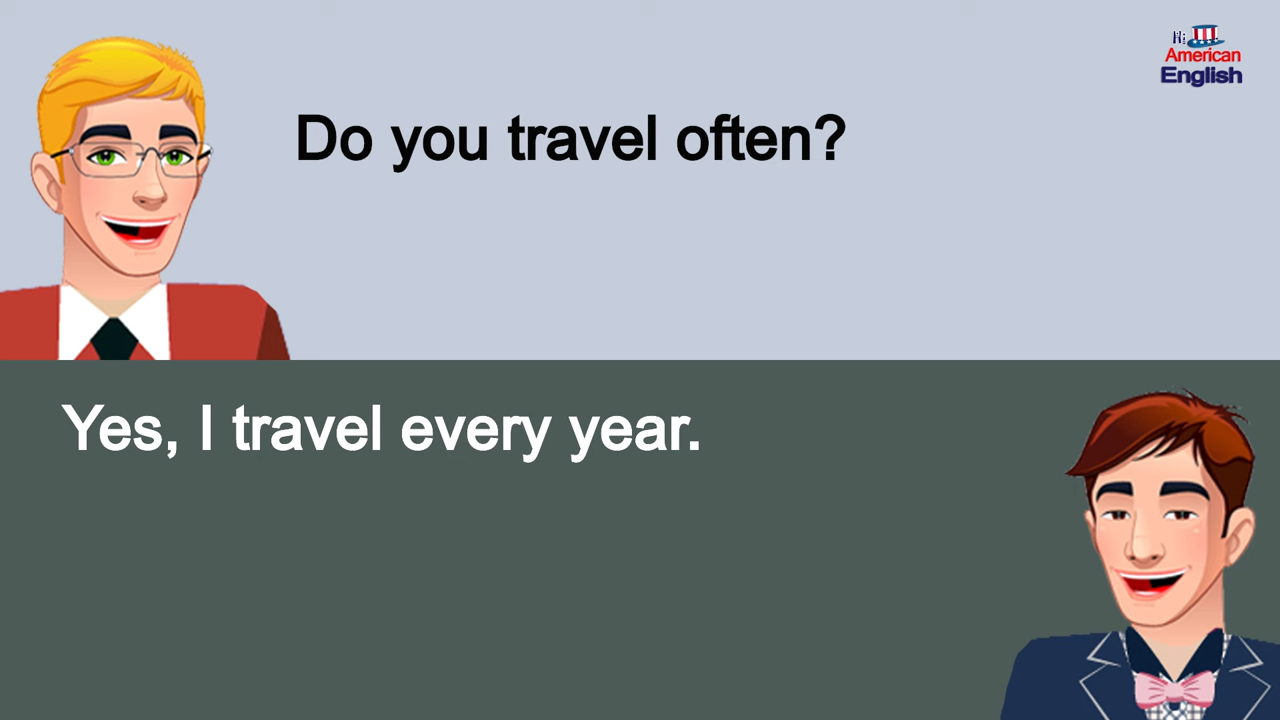 Hi
American
English
Do you travel often?
Yes, I travel every year.